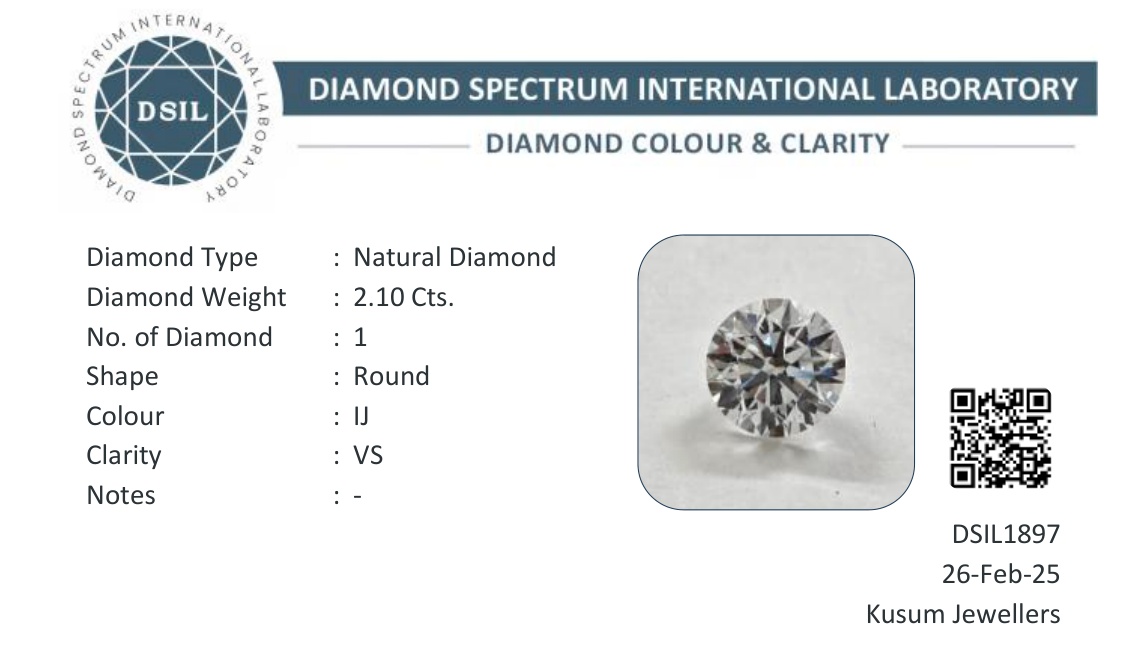 DIAMOND SPECTRUM INTERNATIONAL LABORATORY
DSIL
DIAMOND SPECTRUM INTERNATIONAL LABORATORY
DIAMOND COLOUR & CLARITY
Diamond Type : Natural Diamond
Diamond Weight : 2.10 Cts.
No. of Diamond : 1
Shape : Round
Colour : IJ
Clarity : VS
Notes : -
DSIL1897
26-Feb-25
Kusum Jewellers